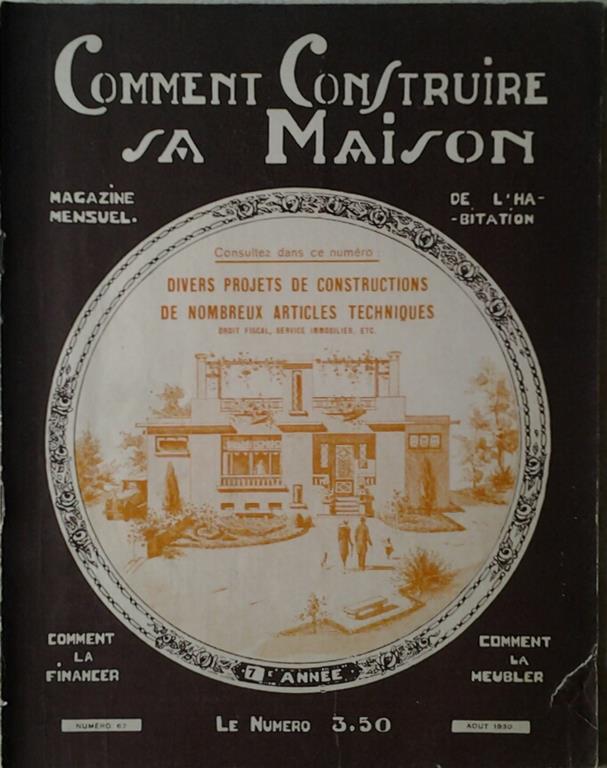 COMMENT CONSTRUIRE
SA MAISON
MAGAZINE
MENSUEL.
DE L'HA-
-BITATION
Consultez dans ce numéro :
DIVERS PROJETS DE CONSTRUCTIONS
DE NOMBREUX ARTICLES TECHNIQUES
DROIT FISCAL, SERVICE IMMOBILIER, ETC.
COMMENT
LA
FINANCER
7E ANNÉE
COMMENT
LA
MEUBLER
NUMÉRO 67
LE NUMERO 3.50
AOUT 1930